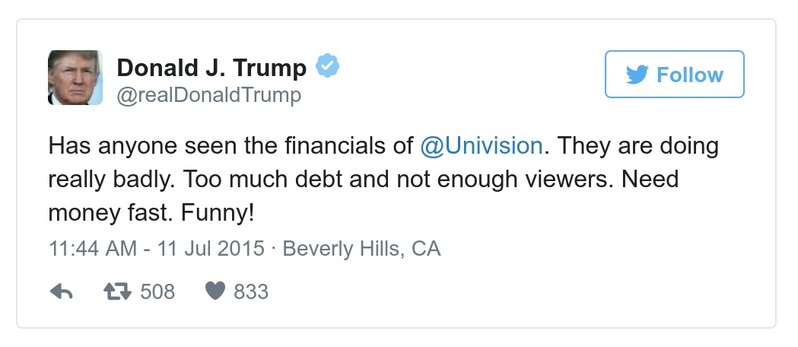 Donald J. Trump
@realDonaldTrump
Follow
Has anyone seen the financials of @Univision. They are doing
really badly. Too much debt and not enough viewers. Need
money fast. Funny!
11:44 AM - 11 Jul 2015 · Beverly Hills, CA
508 833